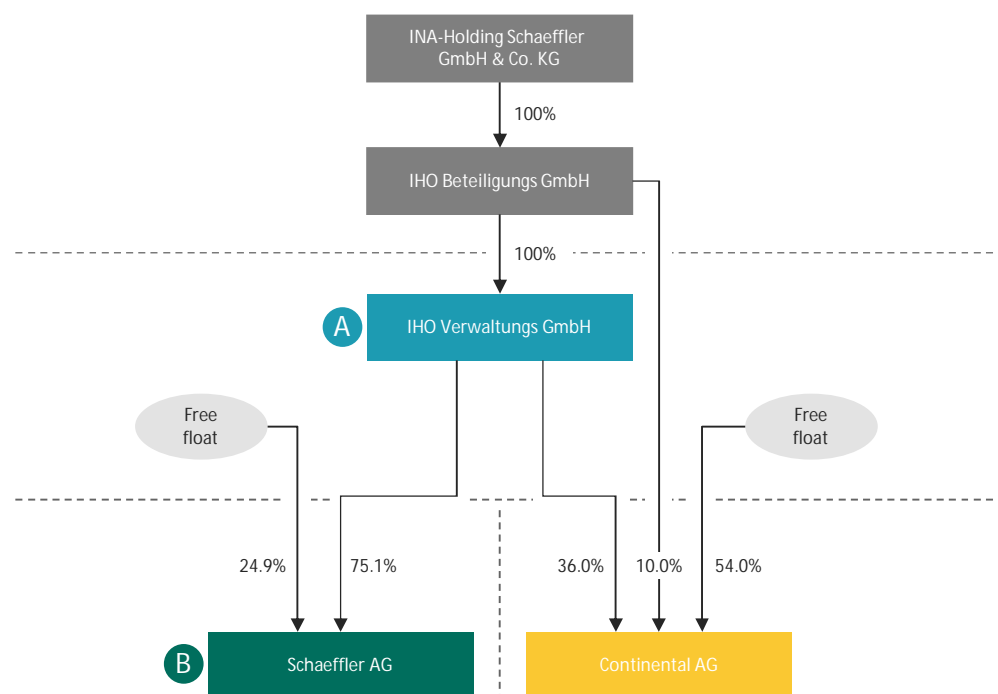 INA-Holding Schaeffler
GmbH & Co. KG
100%
IHO Beteiligungs GmbH
100%
A
IHO Verwaltungs GmbH
Free
float
Free
float
24.9%
75.1%
36.0%
10.0%
54.0%
B
Schaeffler AG
Continental AG